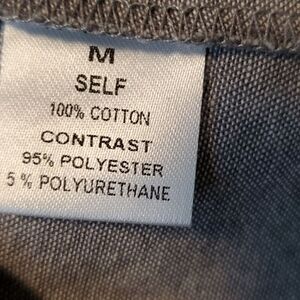 M
SELF
100% COTTON
CONTRAST
95% POLYESTER
5% POLYURETHANE